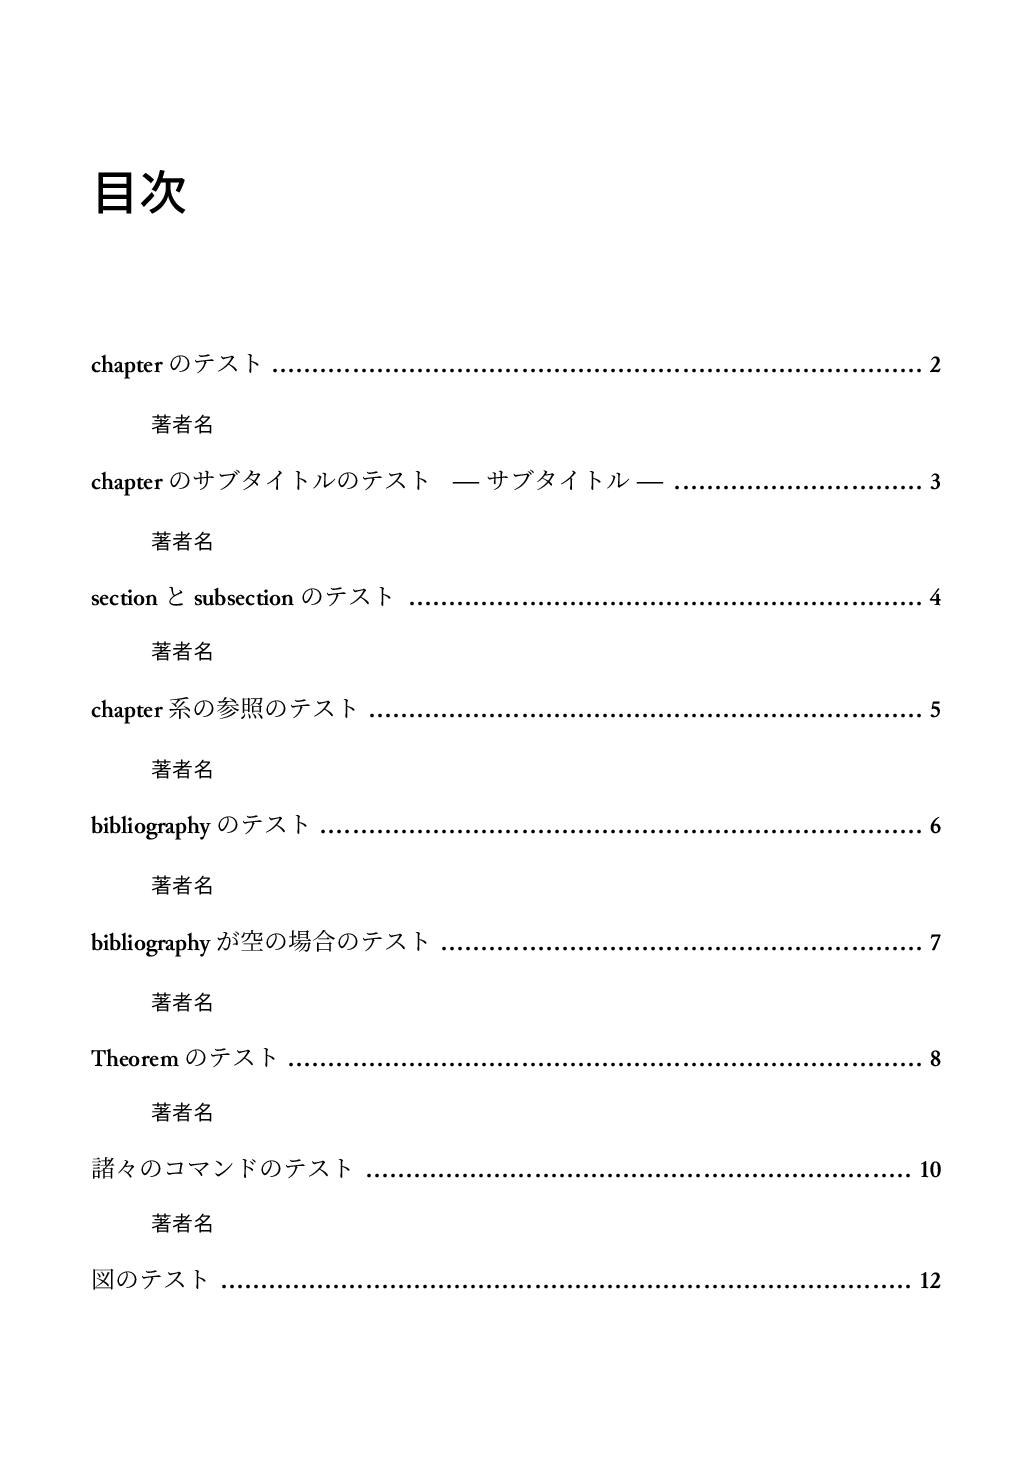 目次
chapter のテスト ........................................ 2
著者名
chapter のサブタイトルのテスト — サブタイトル — ........................................ 3
著者名
section と subsection のテスト ........................................ 4
著者名
chapter 系の参照のテスト ........................................ 5
著者名
bibliography のテスト ........................................ 6
著者名
bibliography が空の場合のテスト ........................................ 7
著者名
Theorem のテスト ........................................ 8
著者名
諸々のコマンドのテスト ........................................ 10
著者名
図のテスト ........................................ 12